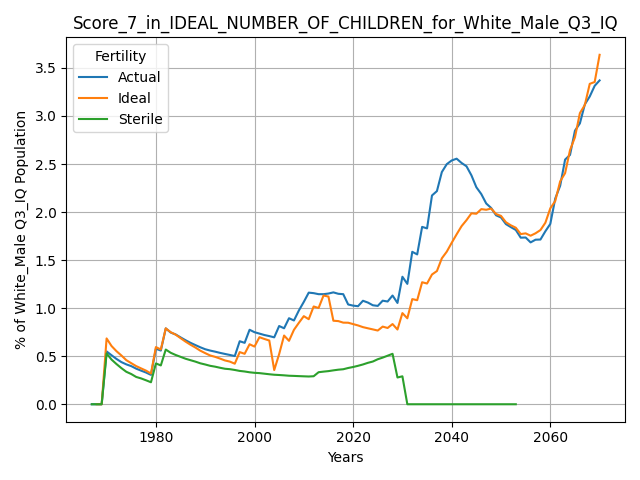 Score_7_in_IDEAL_NUMBER_OF_CHILDREN_for_White_Male_Q3_IQ
Fertility
Actual
Ideal
Sterile
3.5
3.0
2.5
2.0
1.5
1.0
0.5
0.0
% of White_Male Q3_IQ Population
1980
2000
2020
2040
2060
Years